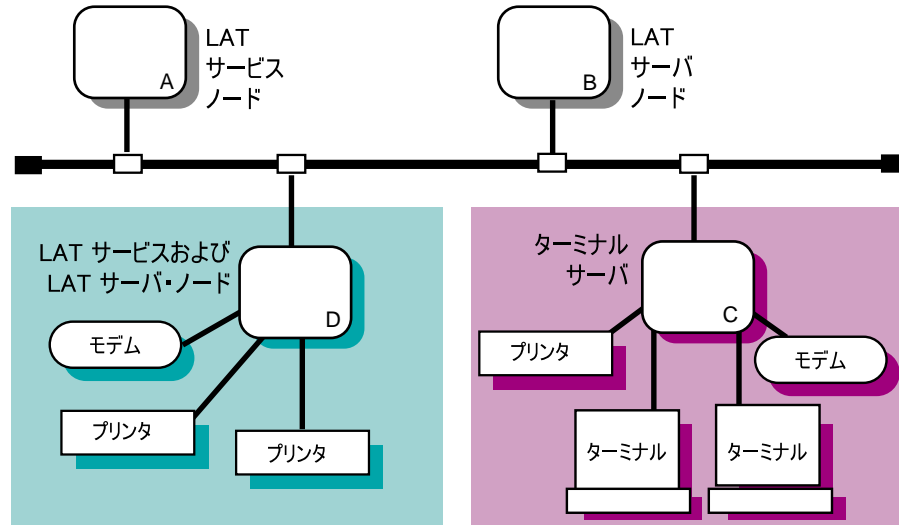 LAT
サービス
ノード
A
LAT
サーバ
ノード
B
LAT サービスおよび
LAT サーバ・ノード
D
モデム
プリンタ
プリンタ
ターミナル
サーバ
C
プリンタ
モデム
ターミナル
ターミナル